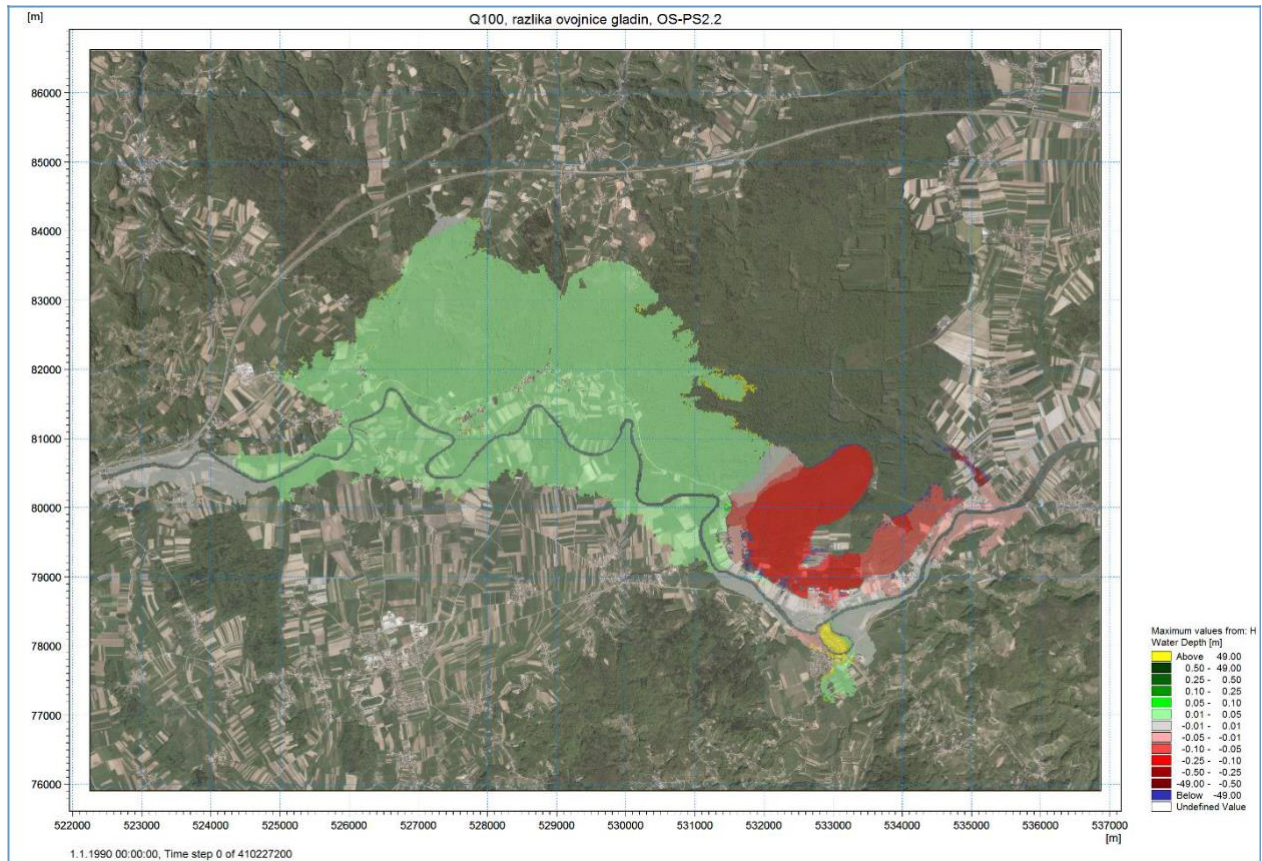 [m]
Q100, razlika ovojnice gladin, OS-PS2.2
86000
85000
84000
83000
82000
81000
80000
79000
78000
77000
76000
522000 523000 524000 525000 526000 527000 528000 529000 530000 531000 532000 533000 534000 535000 536000 537000
[m]
Maximum values from: H
Water Depth [m]
Above 49.00
0.50 - 49.00
0.25 - 0.50
0.10 - 0.25
0.05 - 0.10
0.01 - 0.05
-0.01 - 0.01
-0.05 - -0.01
-0.10 - -0.05
-0.25 - -0.10
-0.50 - -0.25
-49.00 - -0.50
Below -49.00
Undefined Value
1.1.1990 00:00:00, Time step 0 of 410227200